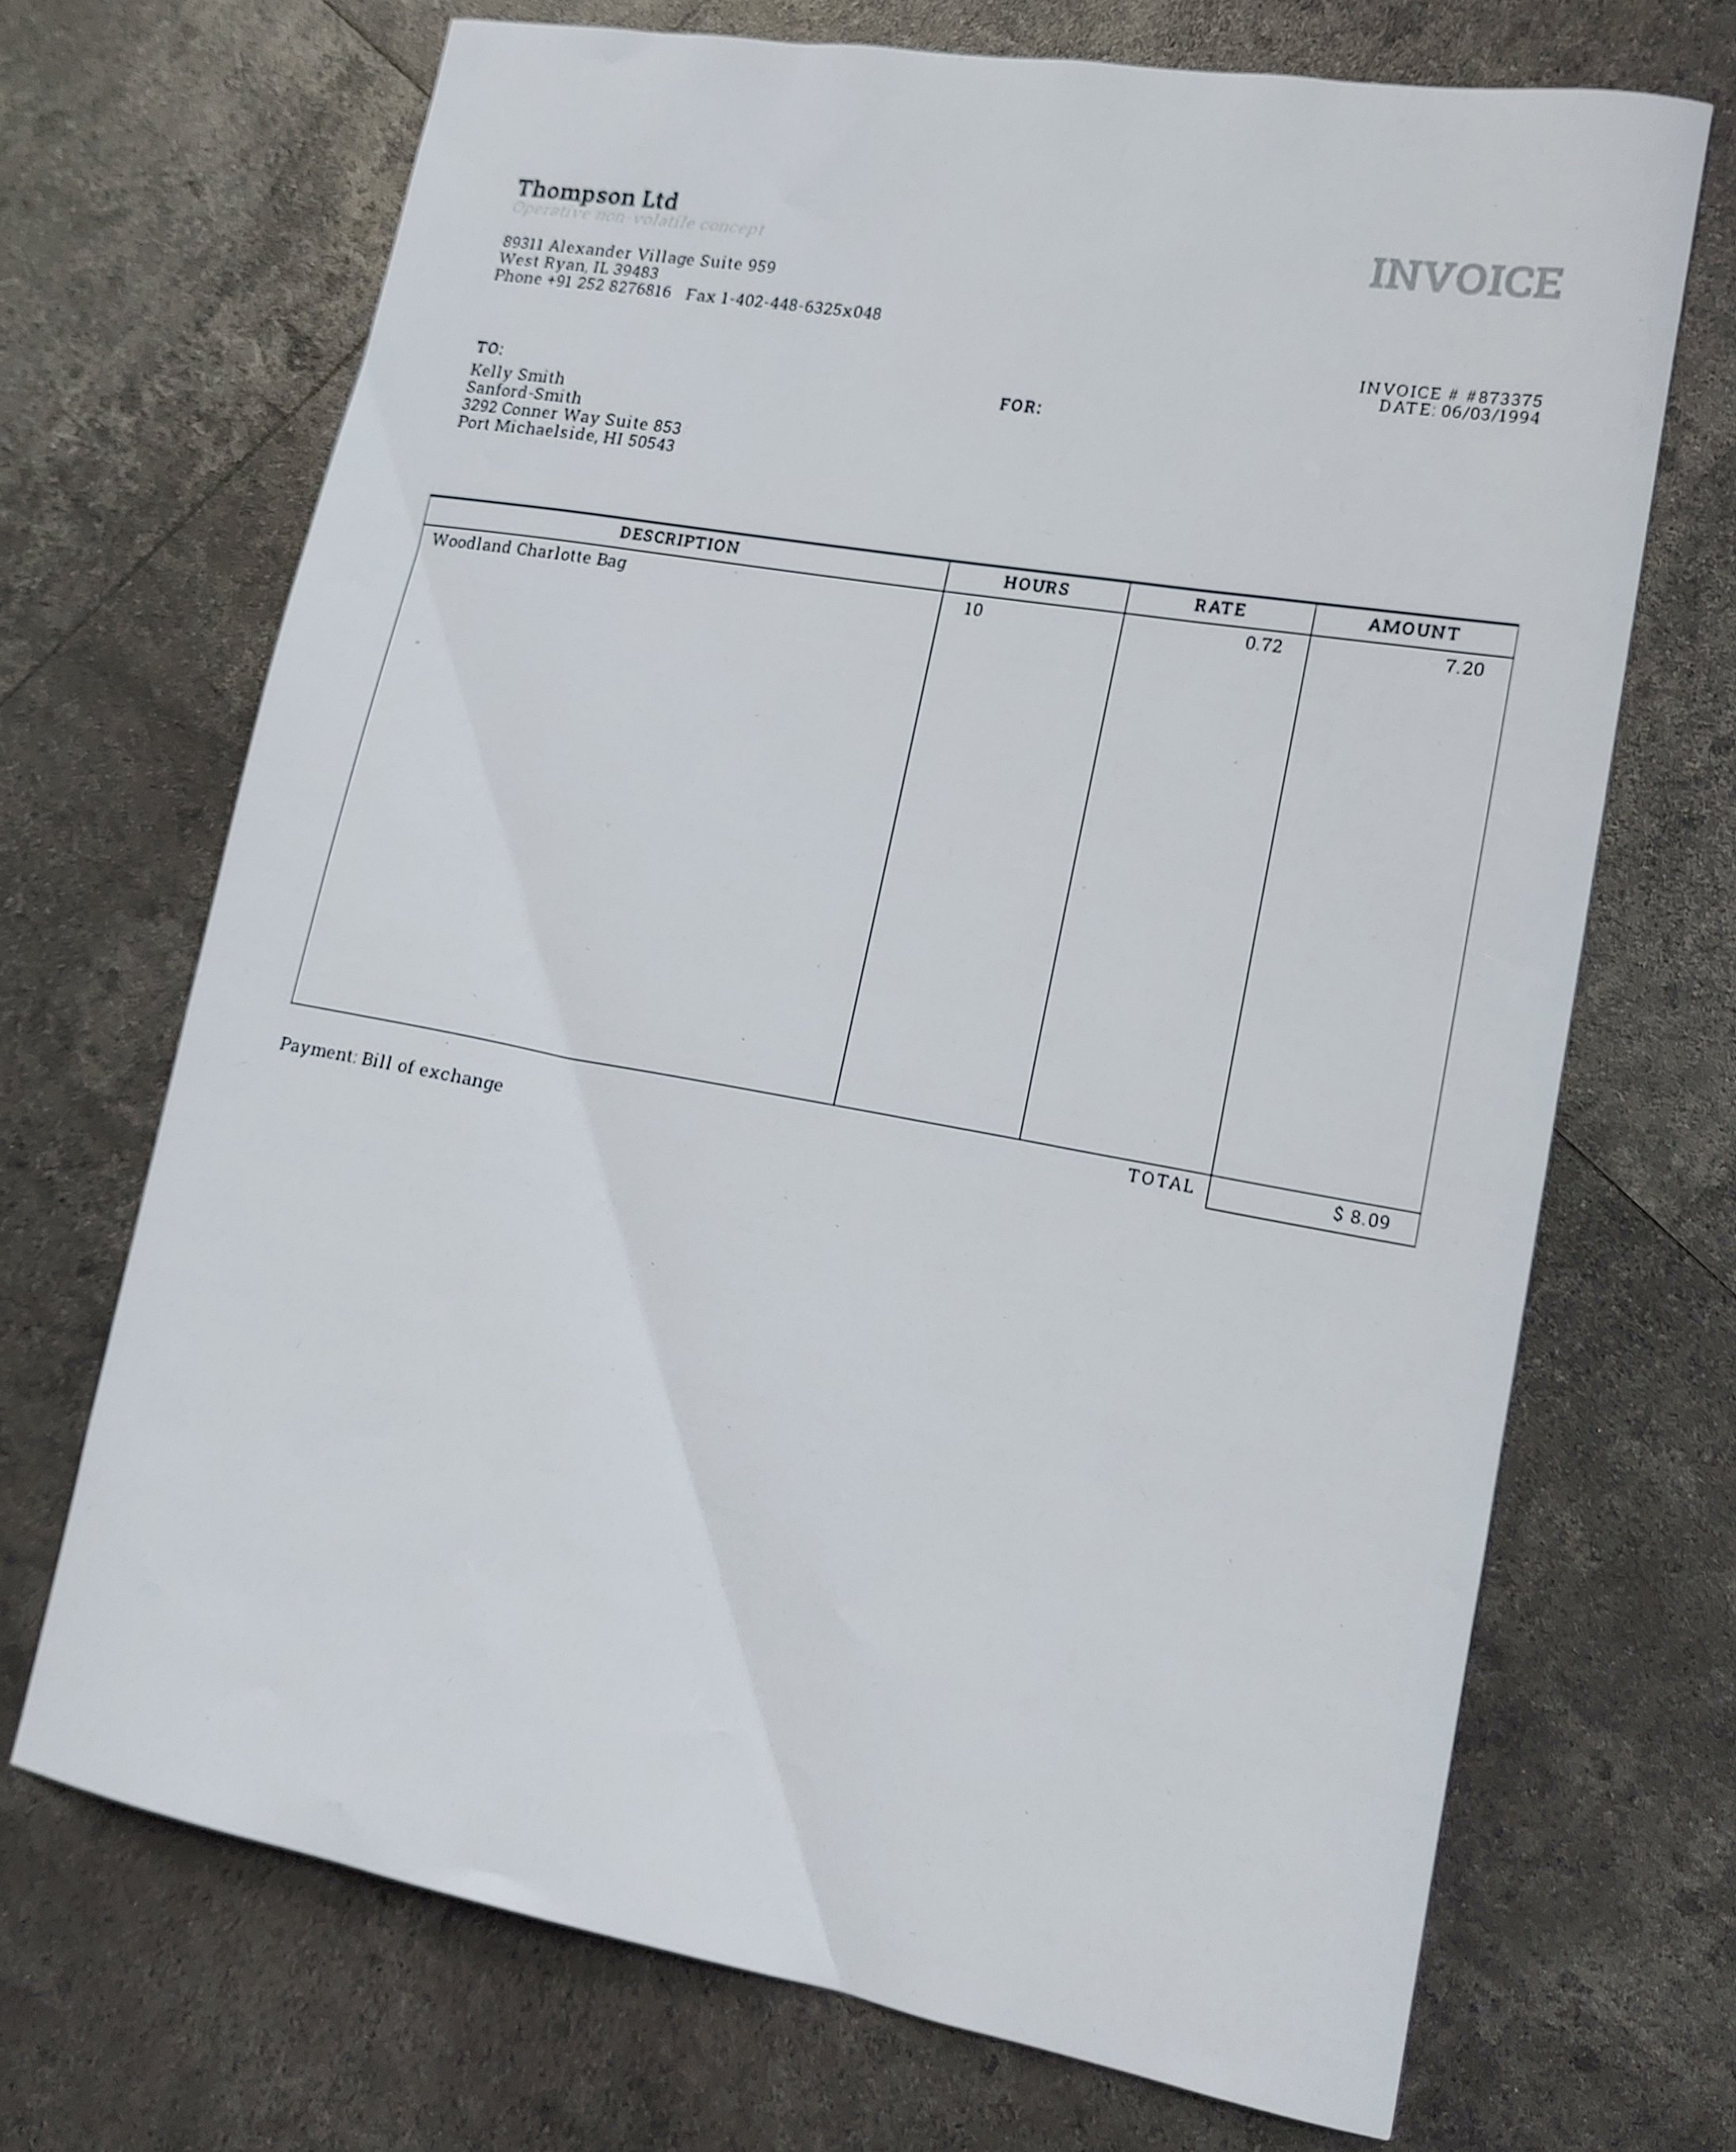 Thompson Ltd
Operative non-volatile concept
89311 Alexander Village Suite 959
West Ryan, IL 39483
Phone +91 252 8276816 Fax 1-402-448-6325x048
INVOICE
TO:
Kelly Smith
Sanford-Smith
3292 Conner Way Suite 853
Port Michaelside, HI 50543
FOR:
INVOICE # #873375
DATE: 06/03/1994
DESCRIPTION HOURS RATE AMOUNT
Woodland Charlotte Bag 10 0.72 7.20
TOTAL $ 8.09
Payment: Bill of exchange